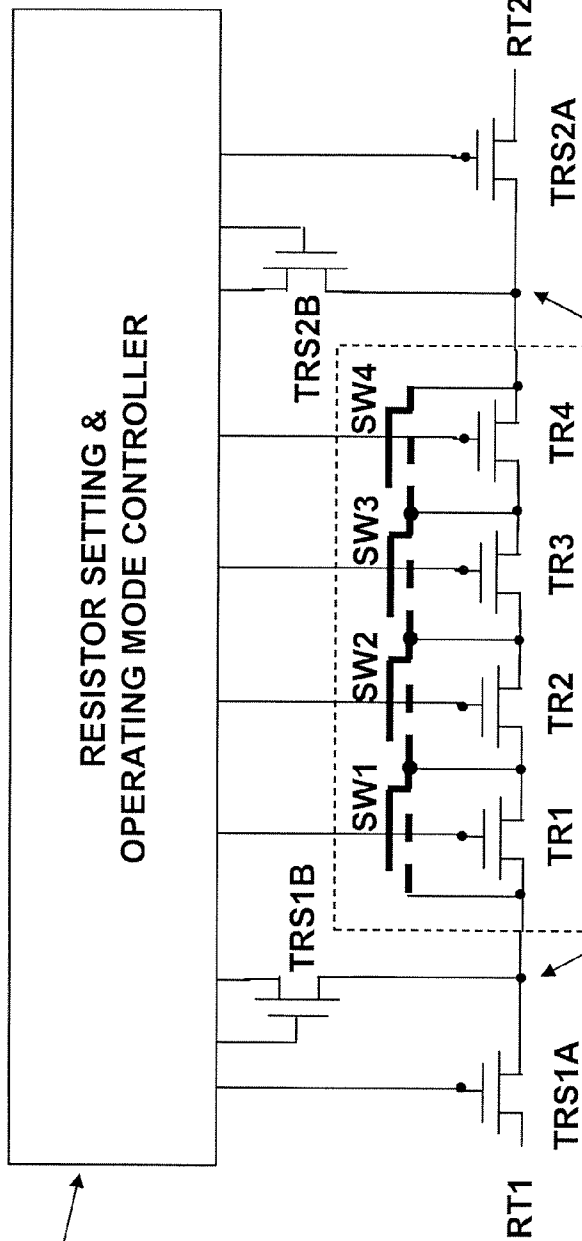 RESISTOR SETTING &
OPERATING MODE CONTROLLER
TRS1B
TRS2B
SW1
SW2
SW3
SW4
RT1
TRS1A
TR1
TR2
TR3
TR4
TRS2A
RT2